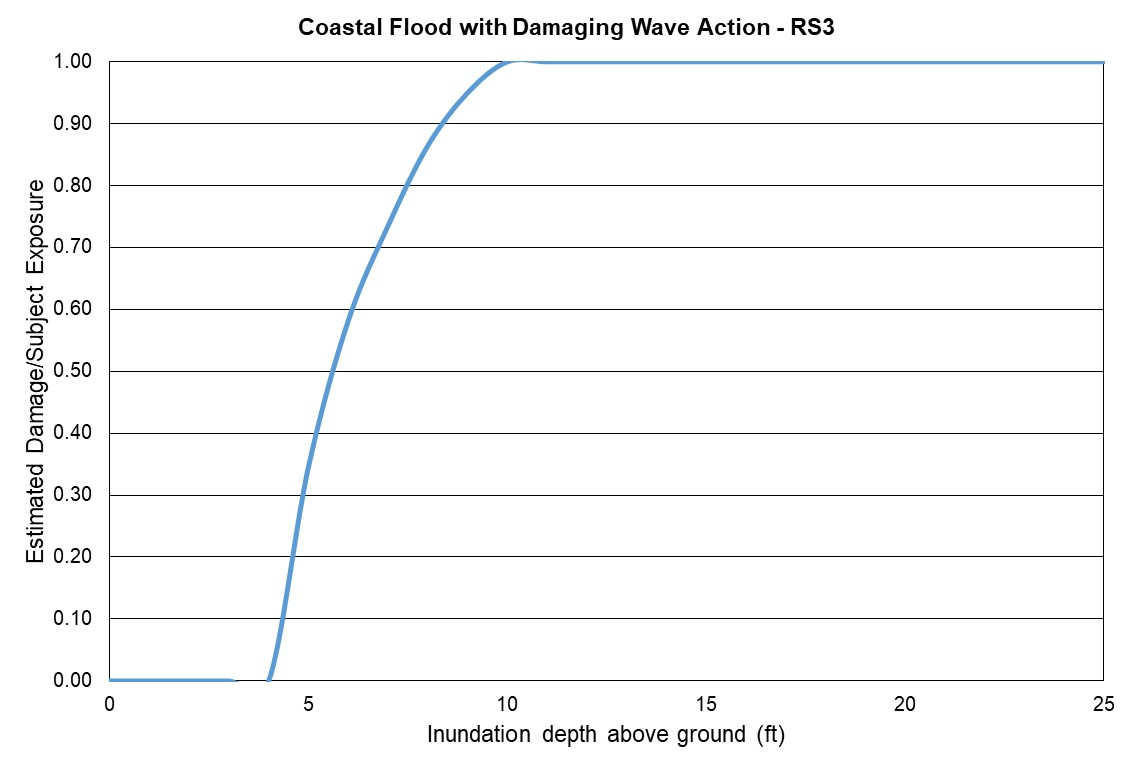 Coastal Flood with Damaging Wave Action - RS3
Estimated Damage/Subject Exposure
1.00
0.90
0.80
0.70
0.60
0.50
0.40
0.30
0.20
0.10
0.00
0 5 10 15 20 25
Inundation depth above ground (ft)